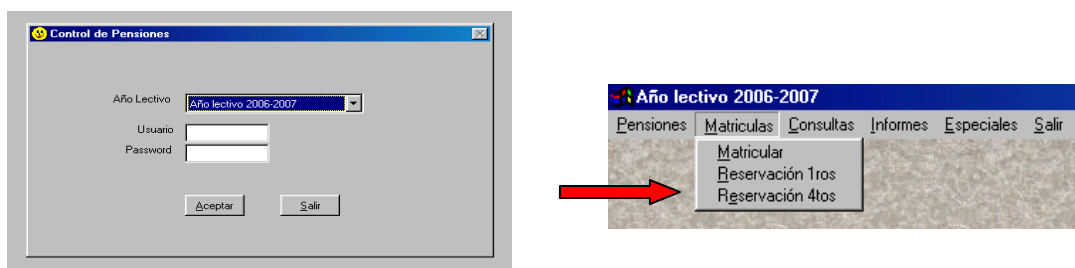 Control de Pensiones
Año Lectivo
Año lectivo 2006-2007
Usuario
Password
Aceptar
Salir
Año lectivo 2006-2007
Pensiones Matriculas Consultas Informes Especiales Salir
Matricular
Reservación 1ros
Reservación 4tos